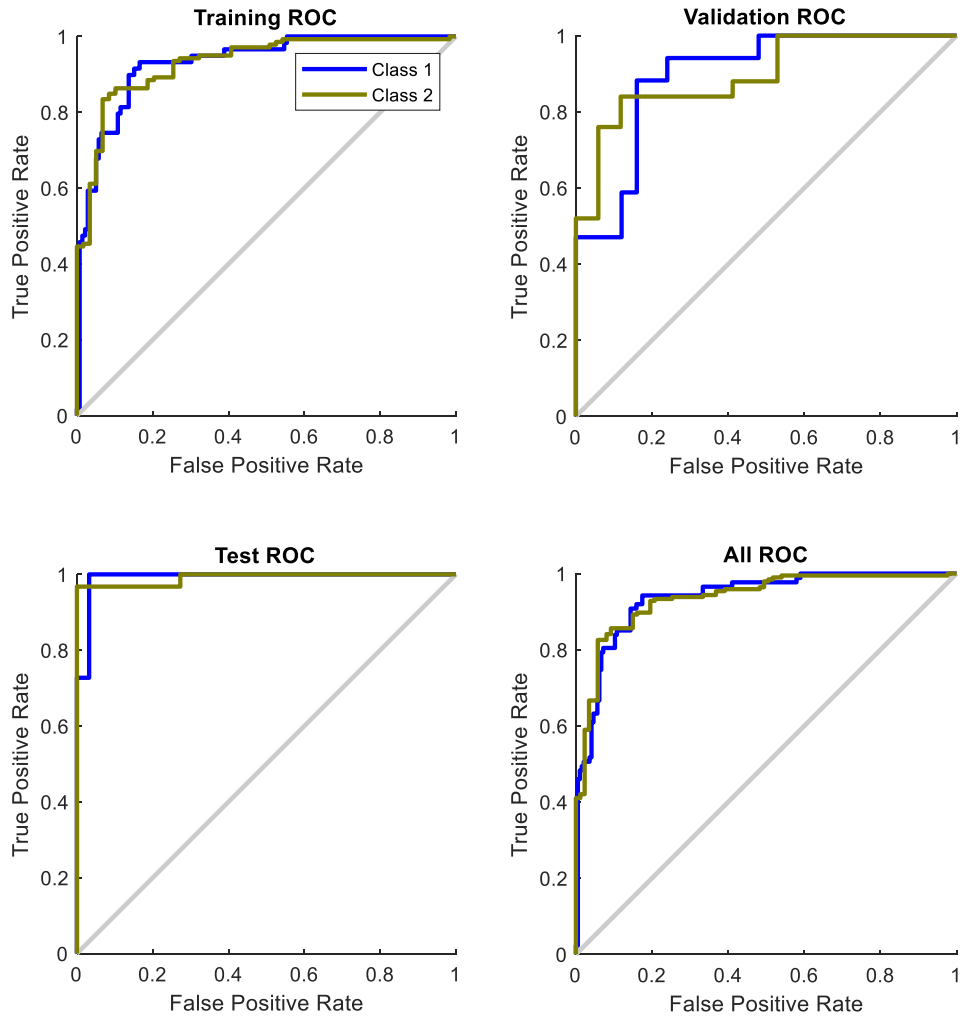 Training ROC
1
0.8
0.6
0.4
0.2
0
True Positive Rate
Class 1
Class 2
0 0.2 0.4 0.6 0.8 1
False Positive Rate
Validation ROC
1
0.8
0.6
0.4
0.2
0
True Positive Rate
0 0.2 0.4 0.6 0.8 1
False Positive Rate
Test ROC
1
0.8
0.6
0.4
0.2
0
True Positive Rate
0 0.2 0.4 0.6 0.8 1
False Positive Rate
All ROC
1
0.8
0.6
0.4
0.2
0
True Positive Rate
0 0.2 0.4 0.6 0.8 1
False Positive Rate